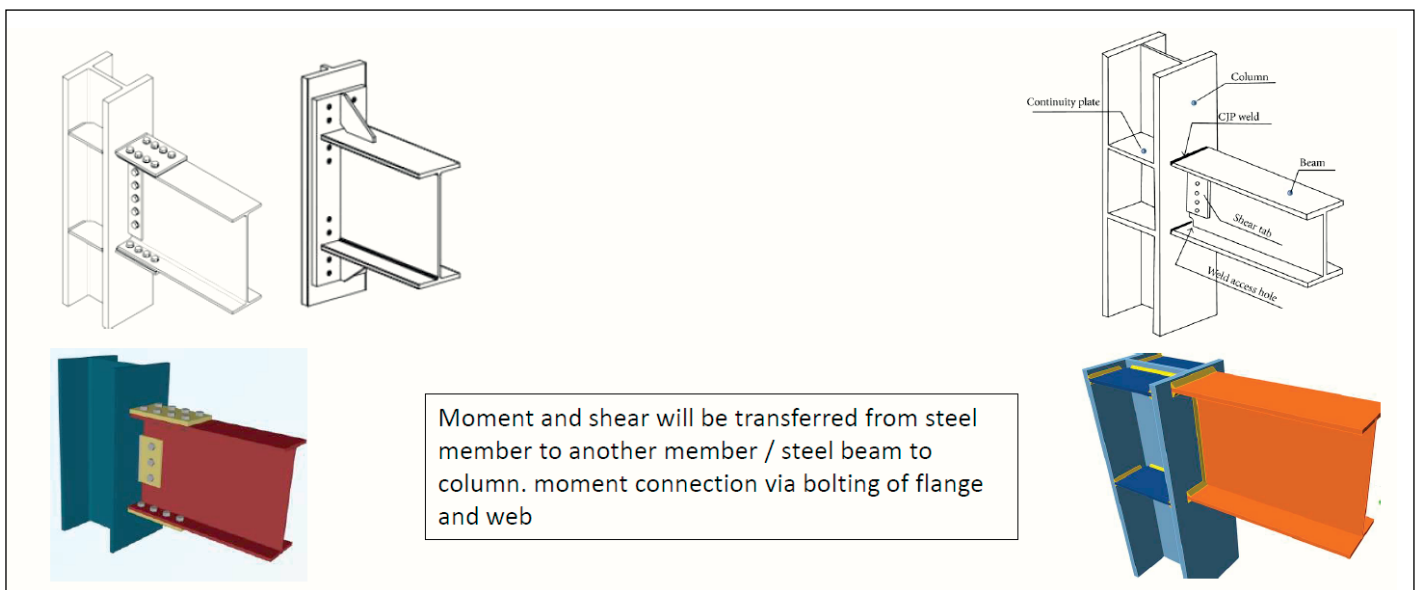 Column
Continuity plate
CJP weld
Beam
Shear tab
Weld access hole
Moment and shear will be transferred from steel
member to another member / steel beam to
column. moment connection via bolting of flange
and web